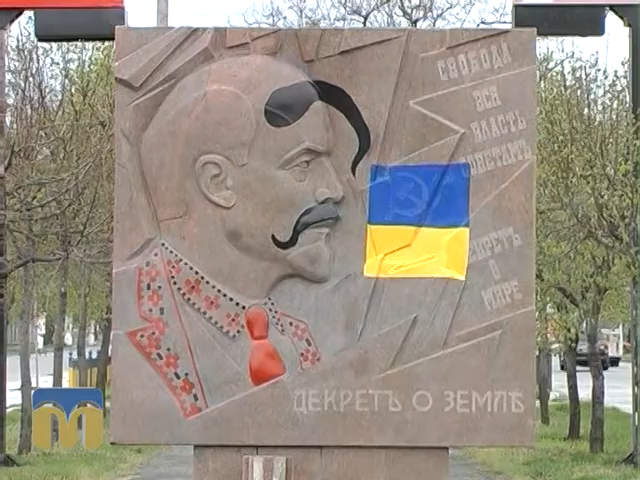 СВОБОДА
ВСЯ
ВЛАСТЬ
СОВЕТАМЪ
ДЕКРЕТЪ
О
МИРЕ
ДЕКРЕТЪ О ЗЕМЛѢ